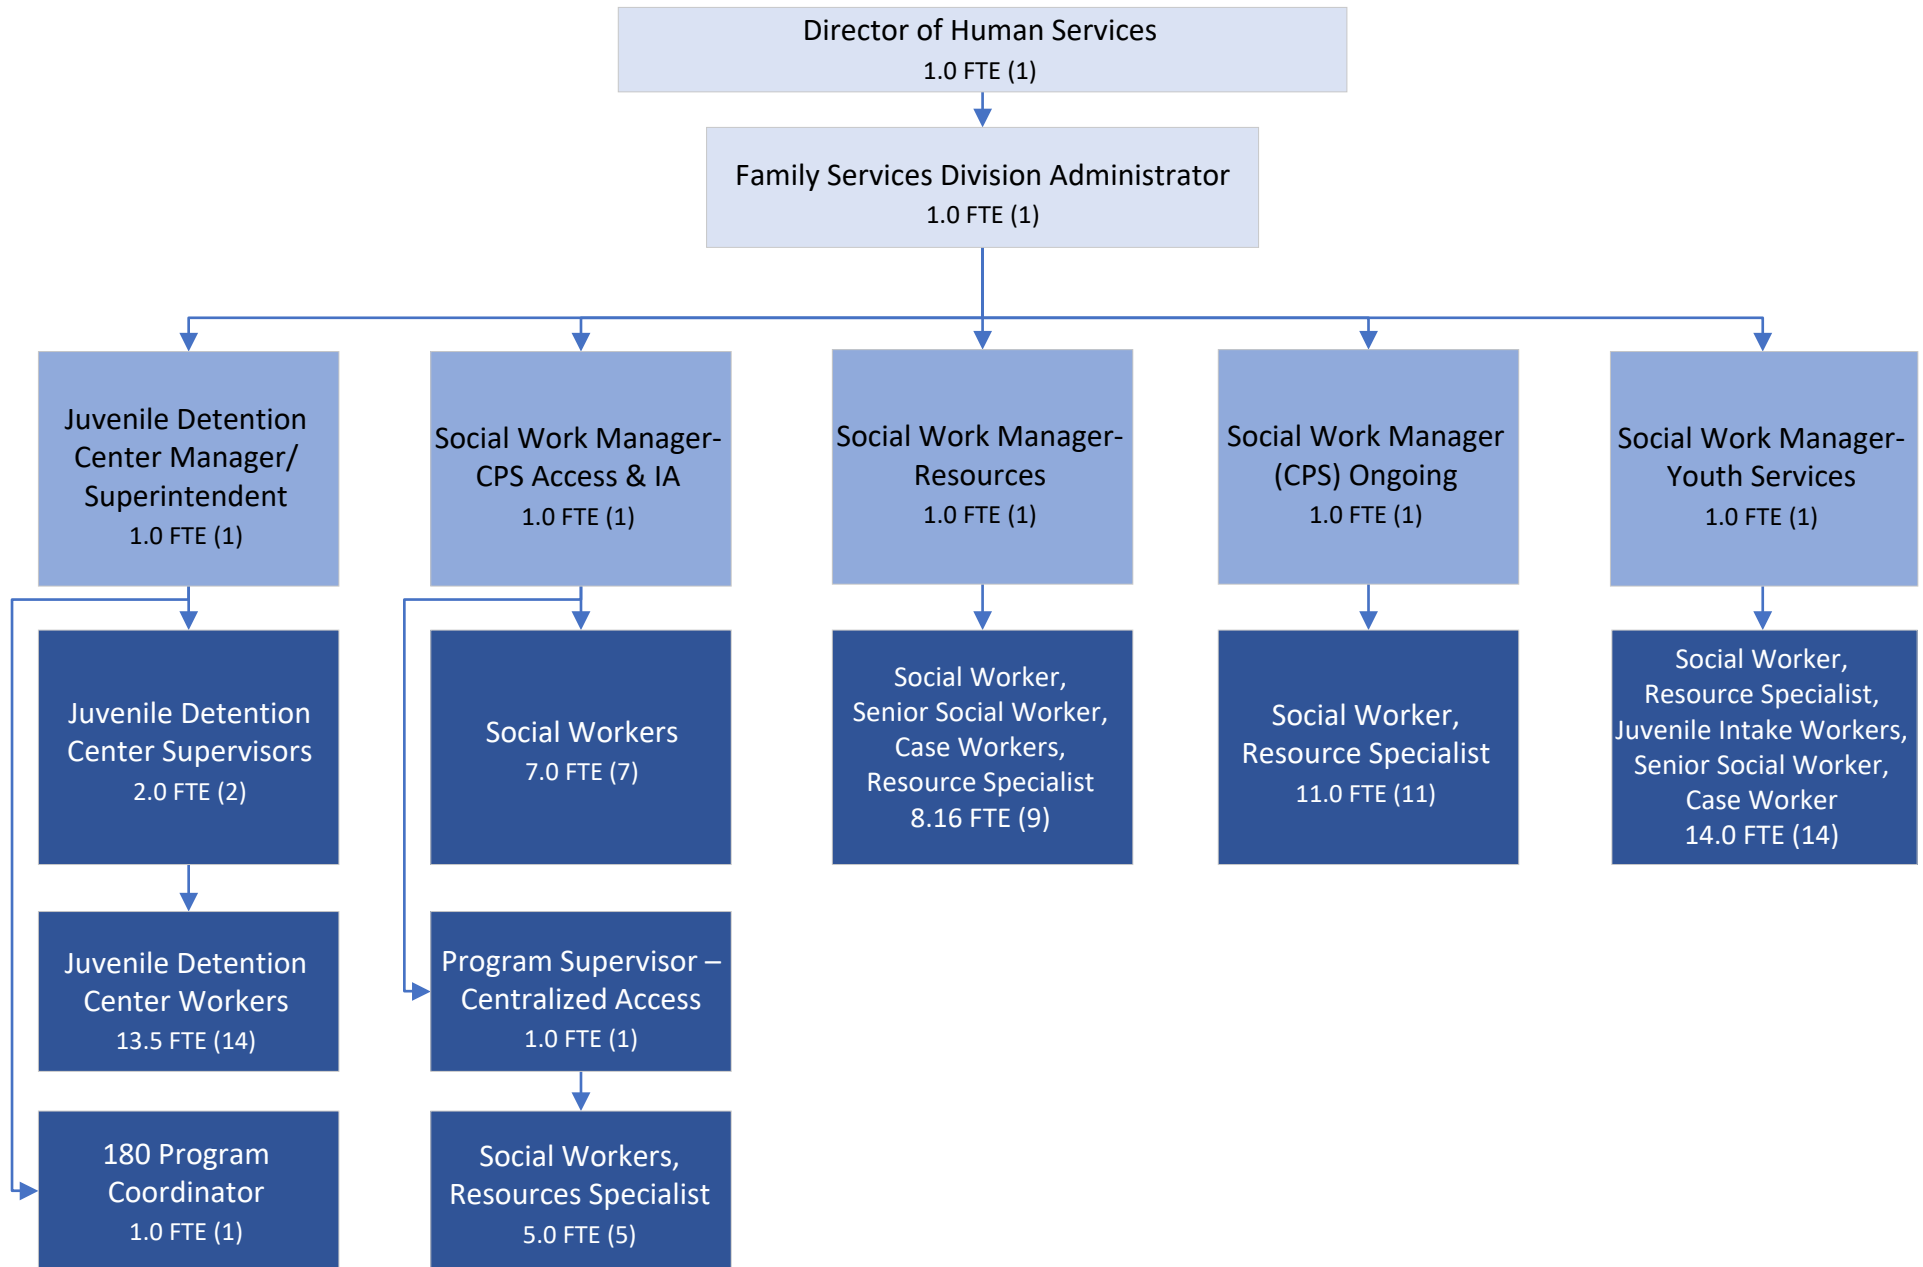 Director of Human Services
1.0 FTE (1)
Family Services Division Administrator
1.0 FTE (1)
Juvenile Detention
Center Manager/
Superintendent
1.0 FTE (1)
Social Work Manager-
CPS Access & IA
1.0 FTE (1)
Social Work Manager-
Resources
1.0 FTE (1)
Social Work Manager
(CPS) Ongoing
1.0 FTE (1)
Social Work Manager-
Youth Services
1.0 FTE (1)
Juvenile Detention
Center Supervisors
2.0 FTE (2)
Social Workers
7.0 FTE (7)
Social Worker,
Senior Social Worker,
Case Workers,
Resource Specialist
8.16 FTE (9)
Social Worker,
Resource Specialist
11.0 FTE (11)
Social Worker,
Resource Specialist,
Juvenile Intake Workers,
Senior Social Worker,
Case Worker
14.0 FTE (14)
Juvenile Detention
Center Workers
13.5 FTE (14)
Program Supervisor –
Centralized Access
1.0 FTE (1)
180 Program
Coordinator
1.0 FTE (1)
Social Workers,
Resources Specialist
5.0 FTE (5)